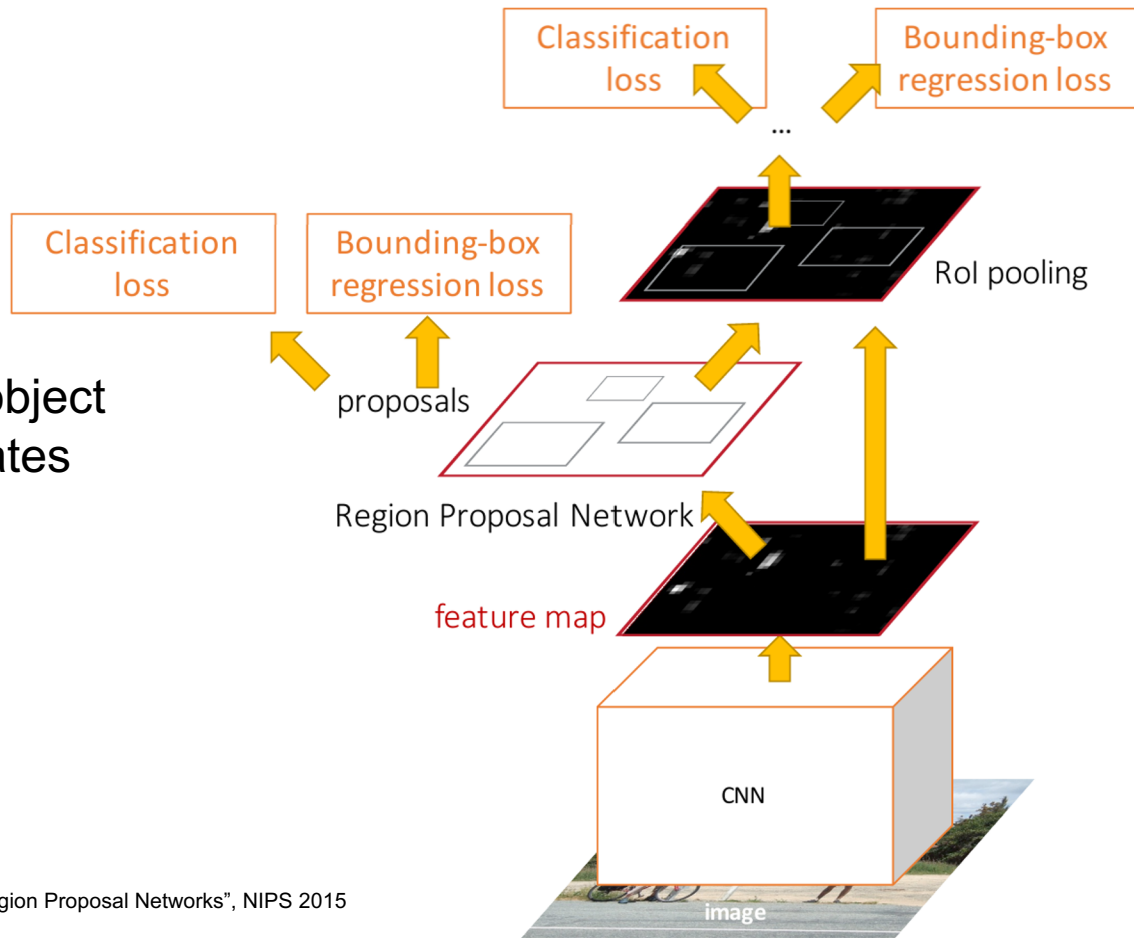 Classification
loss
Bounding-box
regression loss
...
Classification
loss
Bounding-box
regression loss
RoI pooling
object
proposals
ates
Region Proposal Network
feature map
CNN
image
gion Proposal Networks”, NIPS 2015